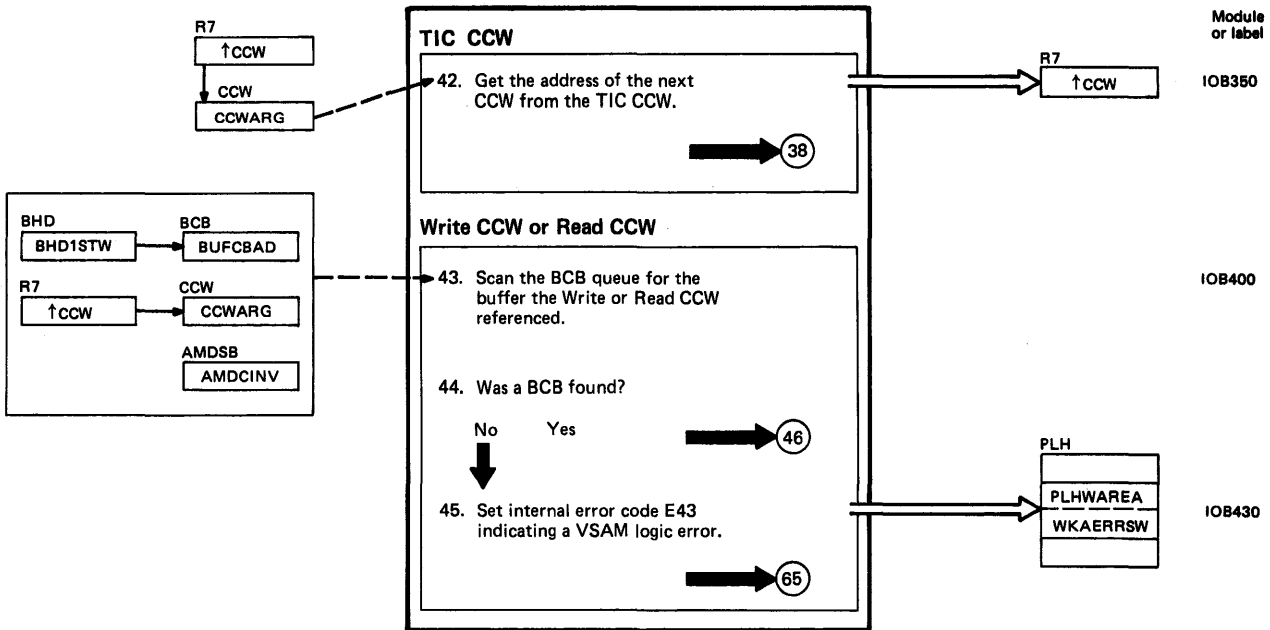 Module
or label
R7
↑CCW
CCW
CCWARG
TIC CCW
42. Get the address of the next
CCW from the TIC CCW.
38
R7
↑CCW
IOB350
BHD
BHD1STW
BCB
BUFCBAD
R7
↑CCW
CCW
CCWARG
AMDSB
AMDCINV
Write CCW or Read CCW
43. Scan the BCB queue for the
buffer the Write or Read CCW
referenced.
IOB400
44. Was a BCB found?
No Yes
46
45. Set internal error code E43
indicating a VSAM logic error.
65
PLH
PLHWAREA
WKAERRSW
IOB430